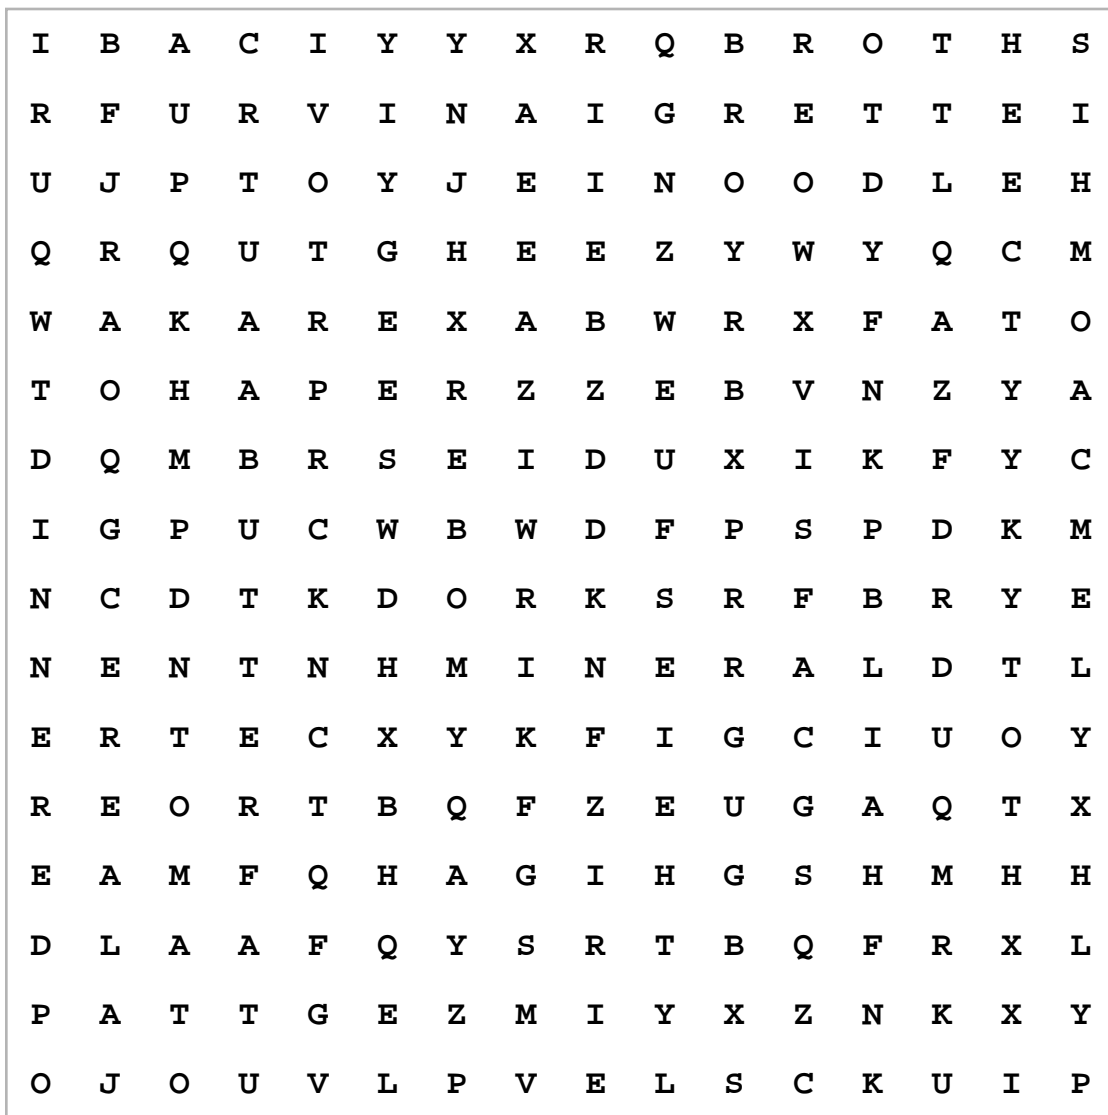 I B A C I Y Y X R Q B R O T H S
R F U R V I N A I G R E T T E I
U J P T O Y J E I N O O D L E H
Q R Q U T G H E E Z Y W Y Q C M
W A K A R E X A B W R X F A T O
T O H A P E R Z Z E B V N Z Y A
D Q M B R S E I D U X I K F Y C
I G P U C W B W D F P S P D K M
N C D T K D O R K S R F B R Y E
N E N T N H M I N E R A L D T L
E R T E C X Y K F I G C I U O Y
R E O R T B Q F Z E U G A Q T X
E A M F Q H A G I H G S H M H H
D L A A F Q Y S R T B Q F R X L
P A T T G E Z M I Y X Z N K X Y
O J O U V L P V E L S C K U I P